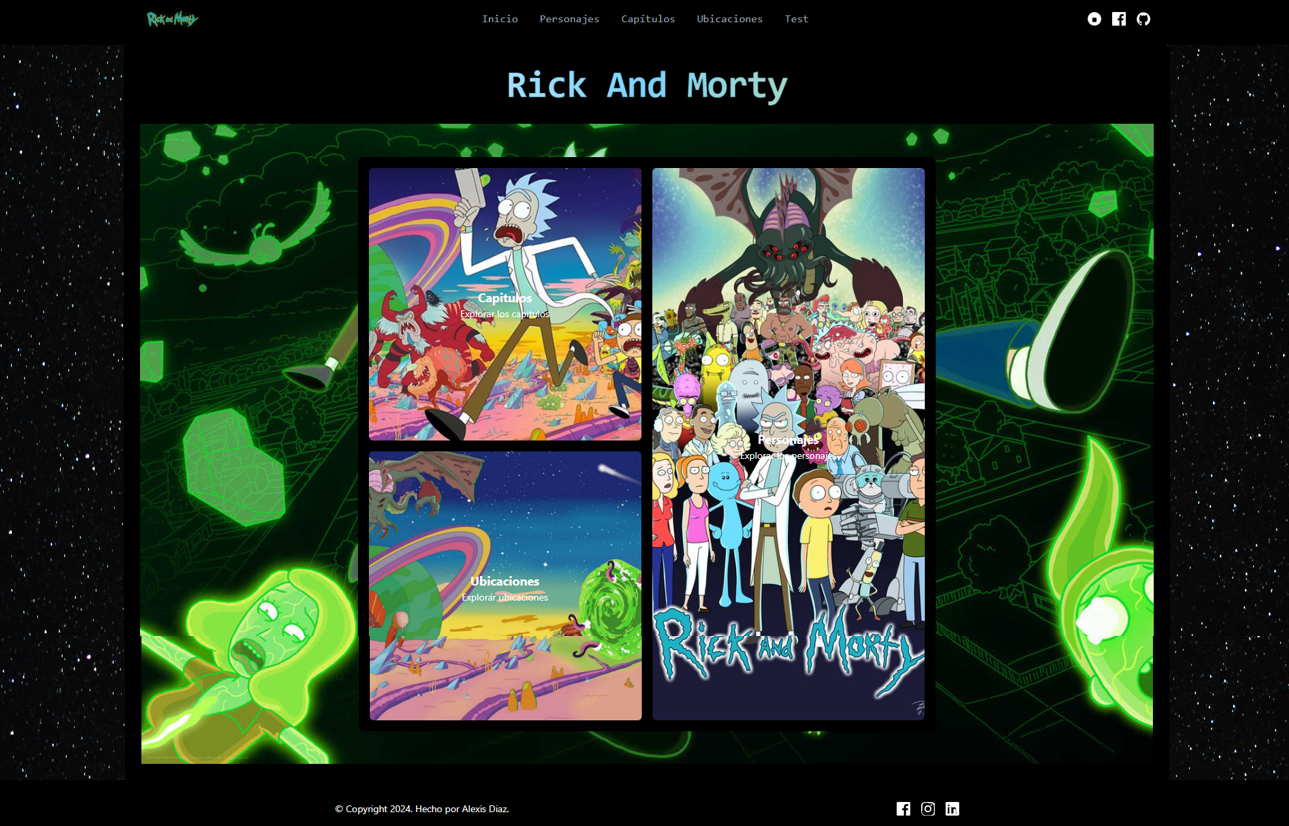 Rick and Morty
Inicio Personajes Capítulos Ubicaciones Test
Rick And Morty
Capitulos
Explorar los capitulos
Personajes
Explorar los personajes
Ubicaciones
Explorar ubicaciones
Rick and Morty
© Copyright 2024. Hecho por Alexis Diaz.